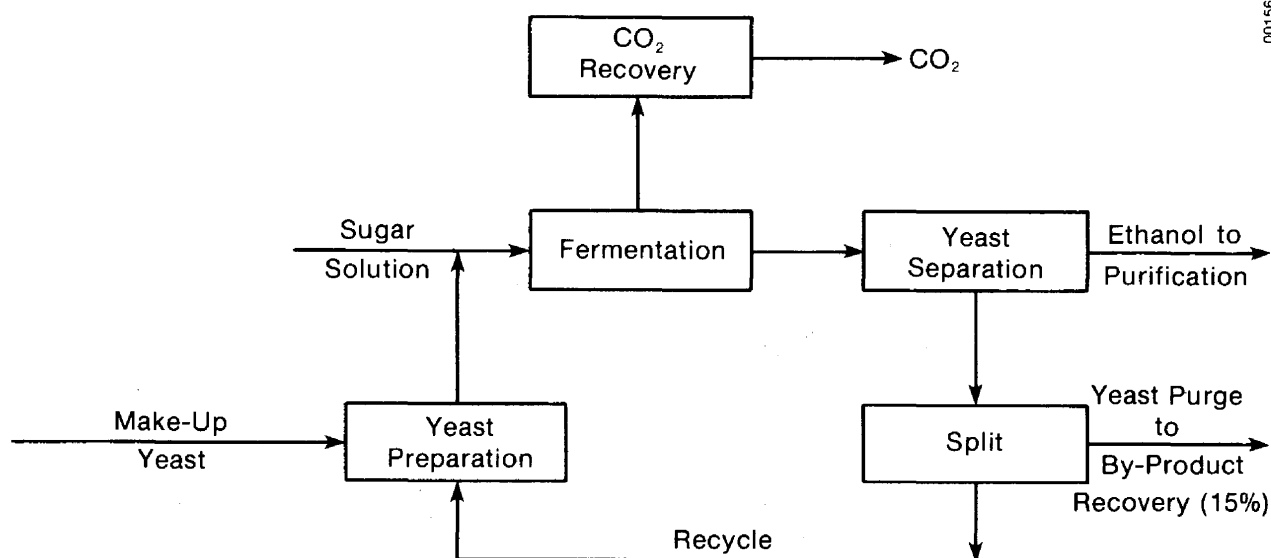 CO₂
Recovery
CO₂
Sugar
Solution
Fermentation
Yeast
Separation
Ethanol to
Purification
Make-Up
Yeast
Yeast
Preparation
Split
Yeast Purge
to
By-Product
Recovery (15%)
Recycle